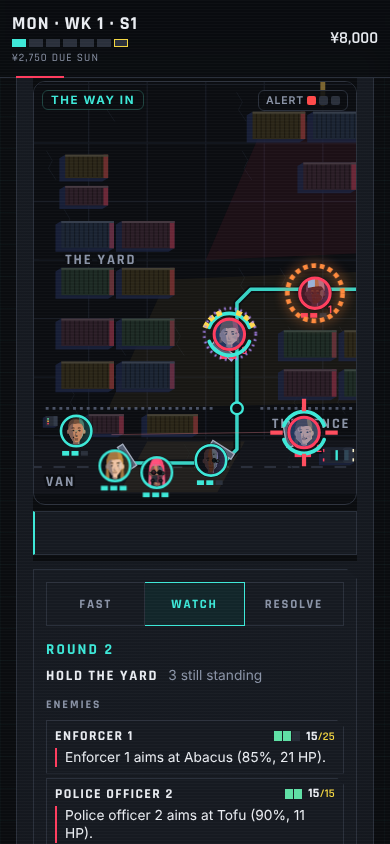 MON · WK 1 · S1
¥2,750 DUE SUN
¥8,000
THE WAY IN
ALERT
THE YARD
VAN
FAST
WATCH
RESOLVE
ROUND 2
HOLD THE YARD 3 still standing
ENEMIES
ENFORCER 1 15/25
Enforcer 1 aims at Abacus (85%, 21 HP).
POLICE OFFICER 2 15/15
Police officer 2 aims at Tofu (90%, 11
HP).